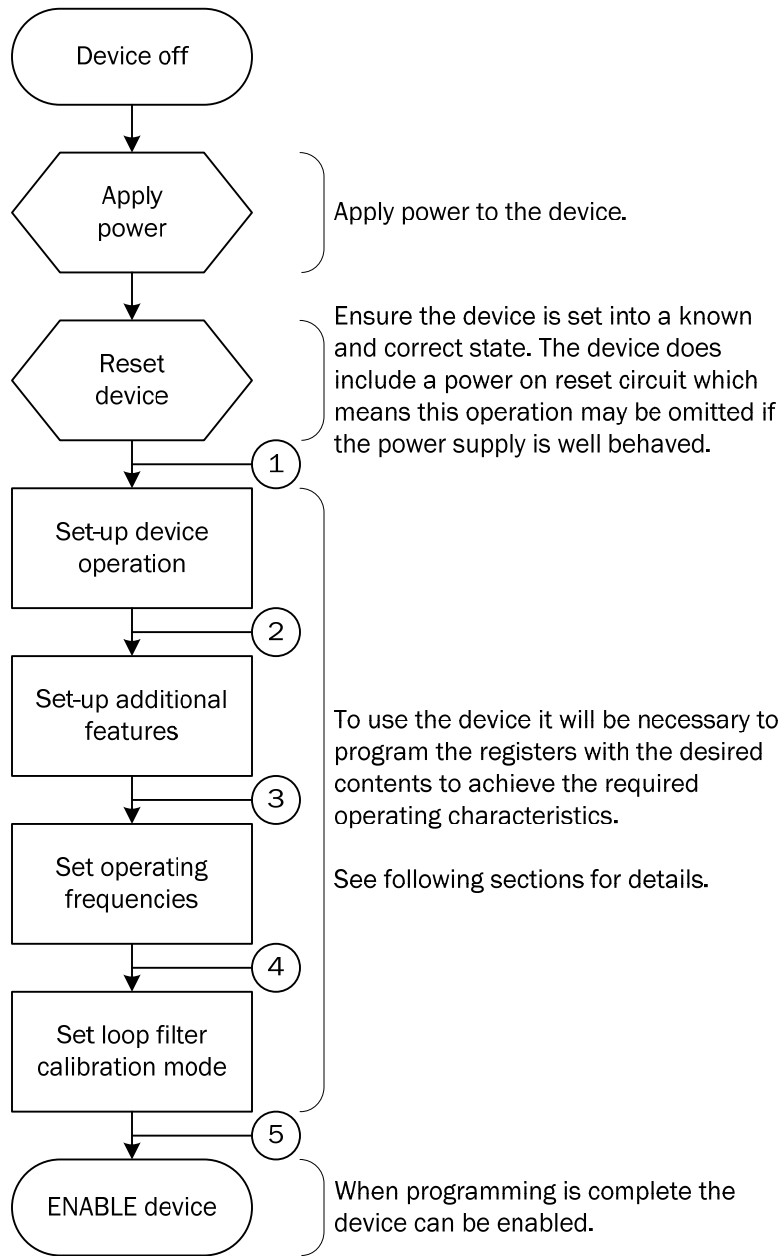 Device off
Apply
power
Apply power to the device.
Reset
device
Ensure the device is set into a known
and correct state. The device does
include a power on reset circuit which
means this operation may be omitted if
the power supply is well behaved.
1
Set-up device
operation
2
Set-up additional
features
3
Set operating
frequencies
4
Set loop filter
calibration mode
To use the device it will be necessary to
program the registers with the desired
contents to achieve the required
operating characteristics.
See following sections for details.
5
ENABLE device
When programming is complete the
device can be enabled.